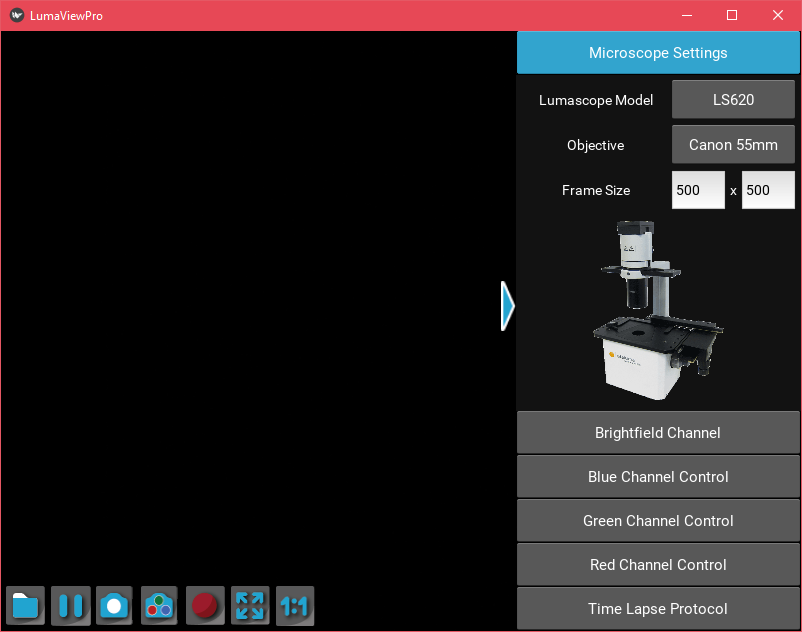 LumaViewPro
Microscope Settings
Lumascope Model LS620
Objective Canon 55mm
Frame Size 500 x 500
Brightfield Channel
Blue Channel Control
Green Channel Control
Red Channel Control
Time Lapse Protocol
1:1